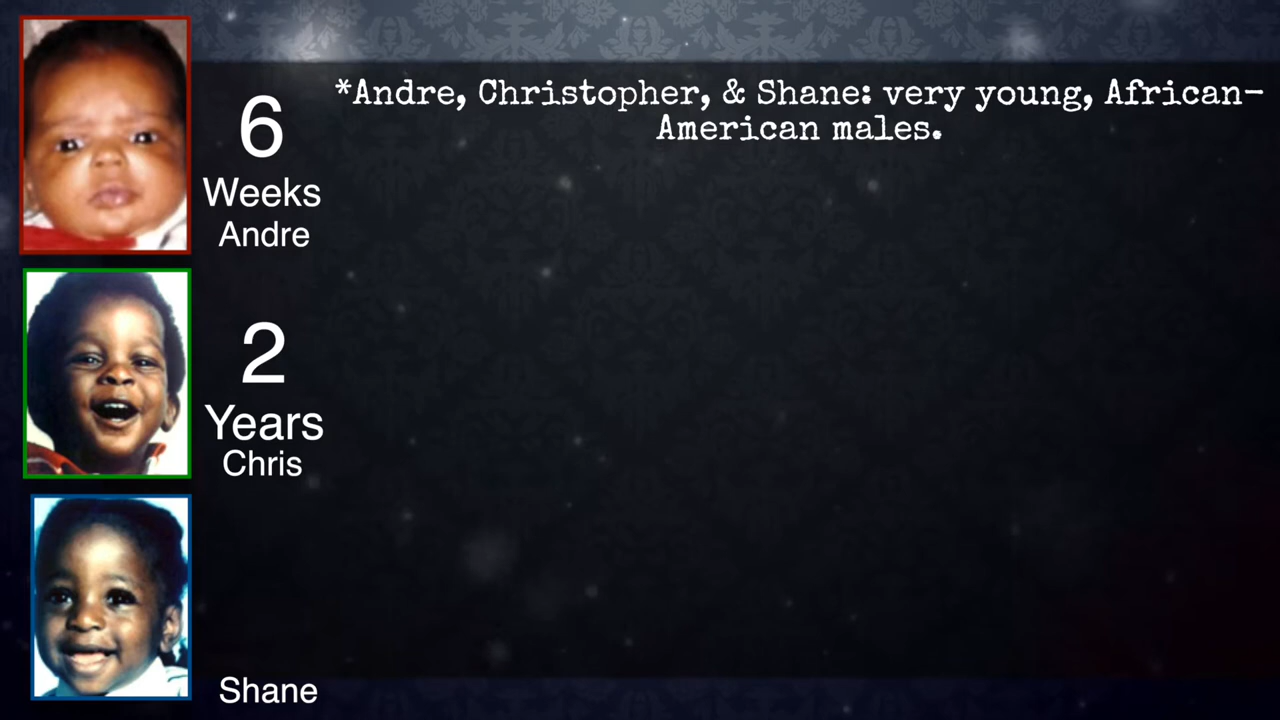 *Andre, Christopher, & Shane: very young, African-
American males.
6
Weeks
Andre
2
Years
Chris
Shane